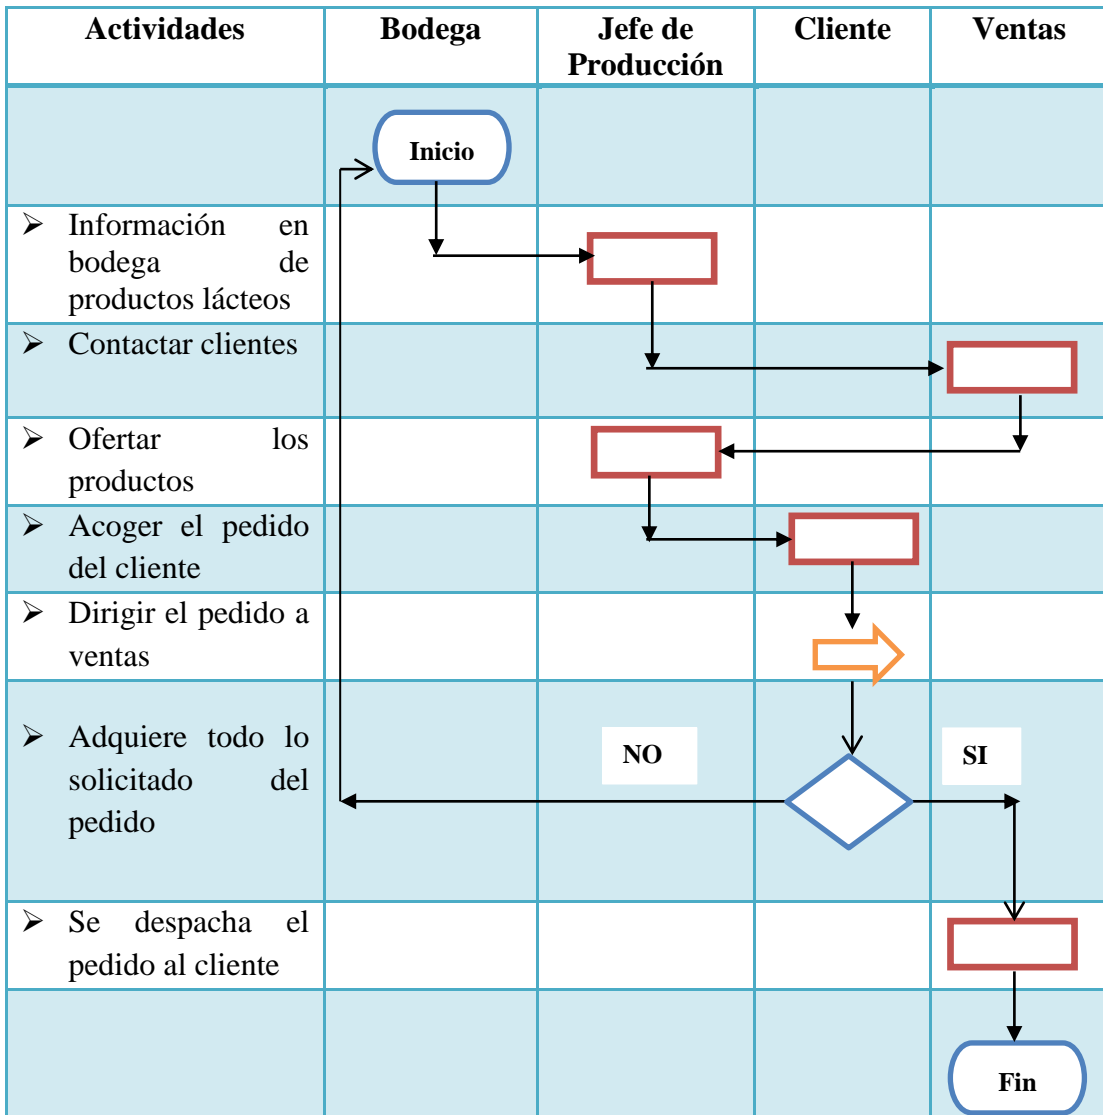 Actividades Bodega Jefe de Producción Cliente Ventas
Inicio
➢ Información en
bodega de
productos lácteos
➢ Contactar clientes
➢ Ofertar los
productos
➢ Acoger el pedido
del cliente
➢ Dirigir el pedido a
ventas
➢ Adquiere todo lo
solicitado del
pedido
NO
SI
➢ Se despacha el
pedido al cliente
Fin